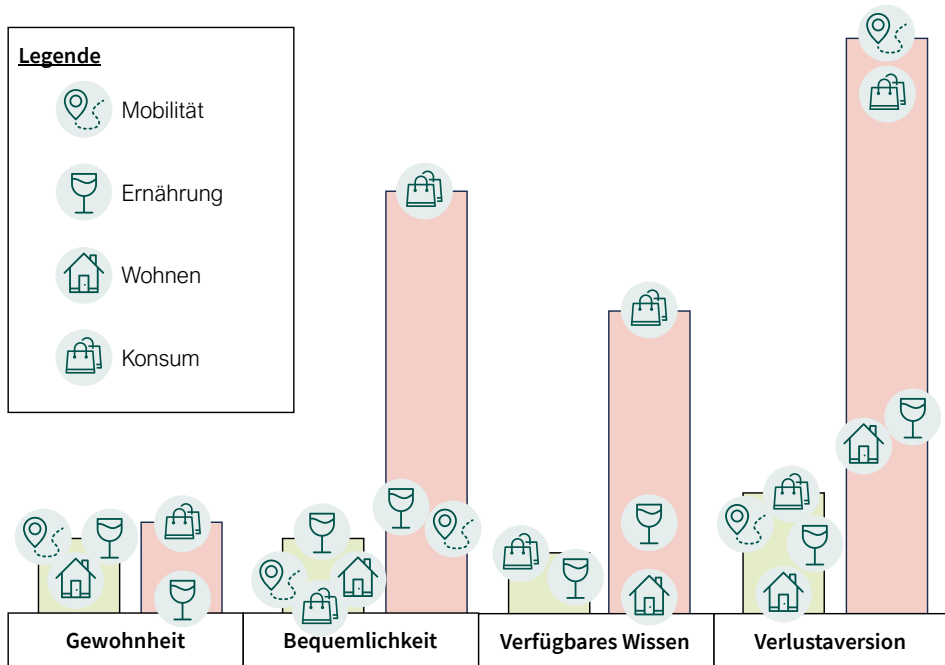 Legende
Mobilität
Ernährung
Wohnen
Konsum
Gewohnheit
Bequemlichkeit
Verfügbares Wissen
Verlustaversion